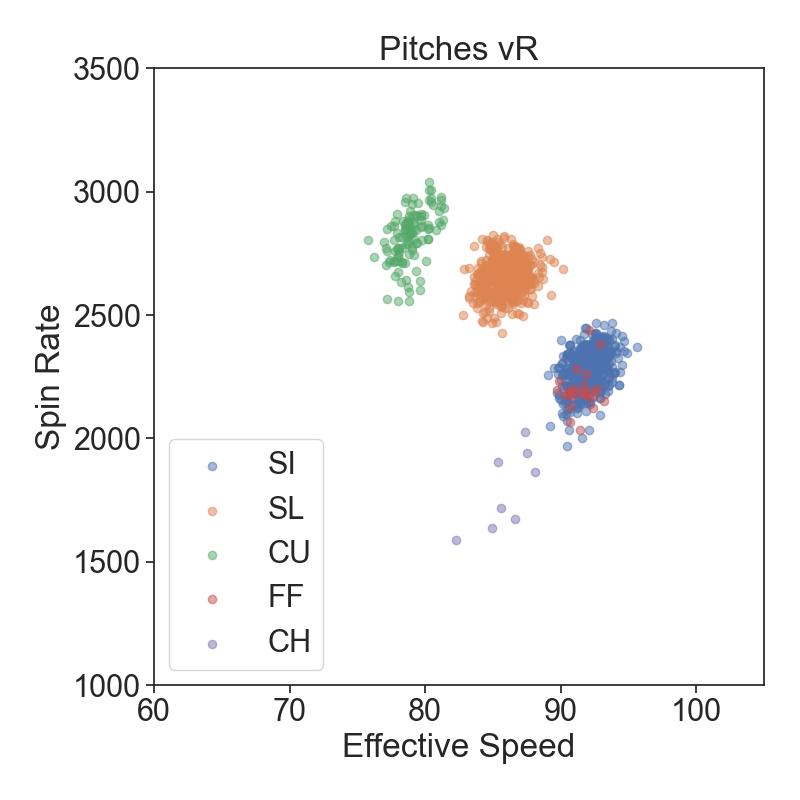 Pitches vR
3500
3000
2500
2000
1500
1000
Spin Rate
SI
SL
CU
FF
CH
60 70 80 90 100
Effective Speed